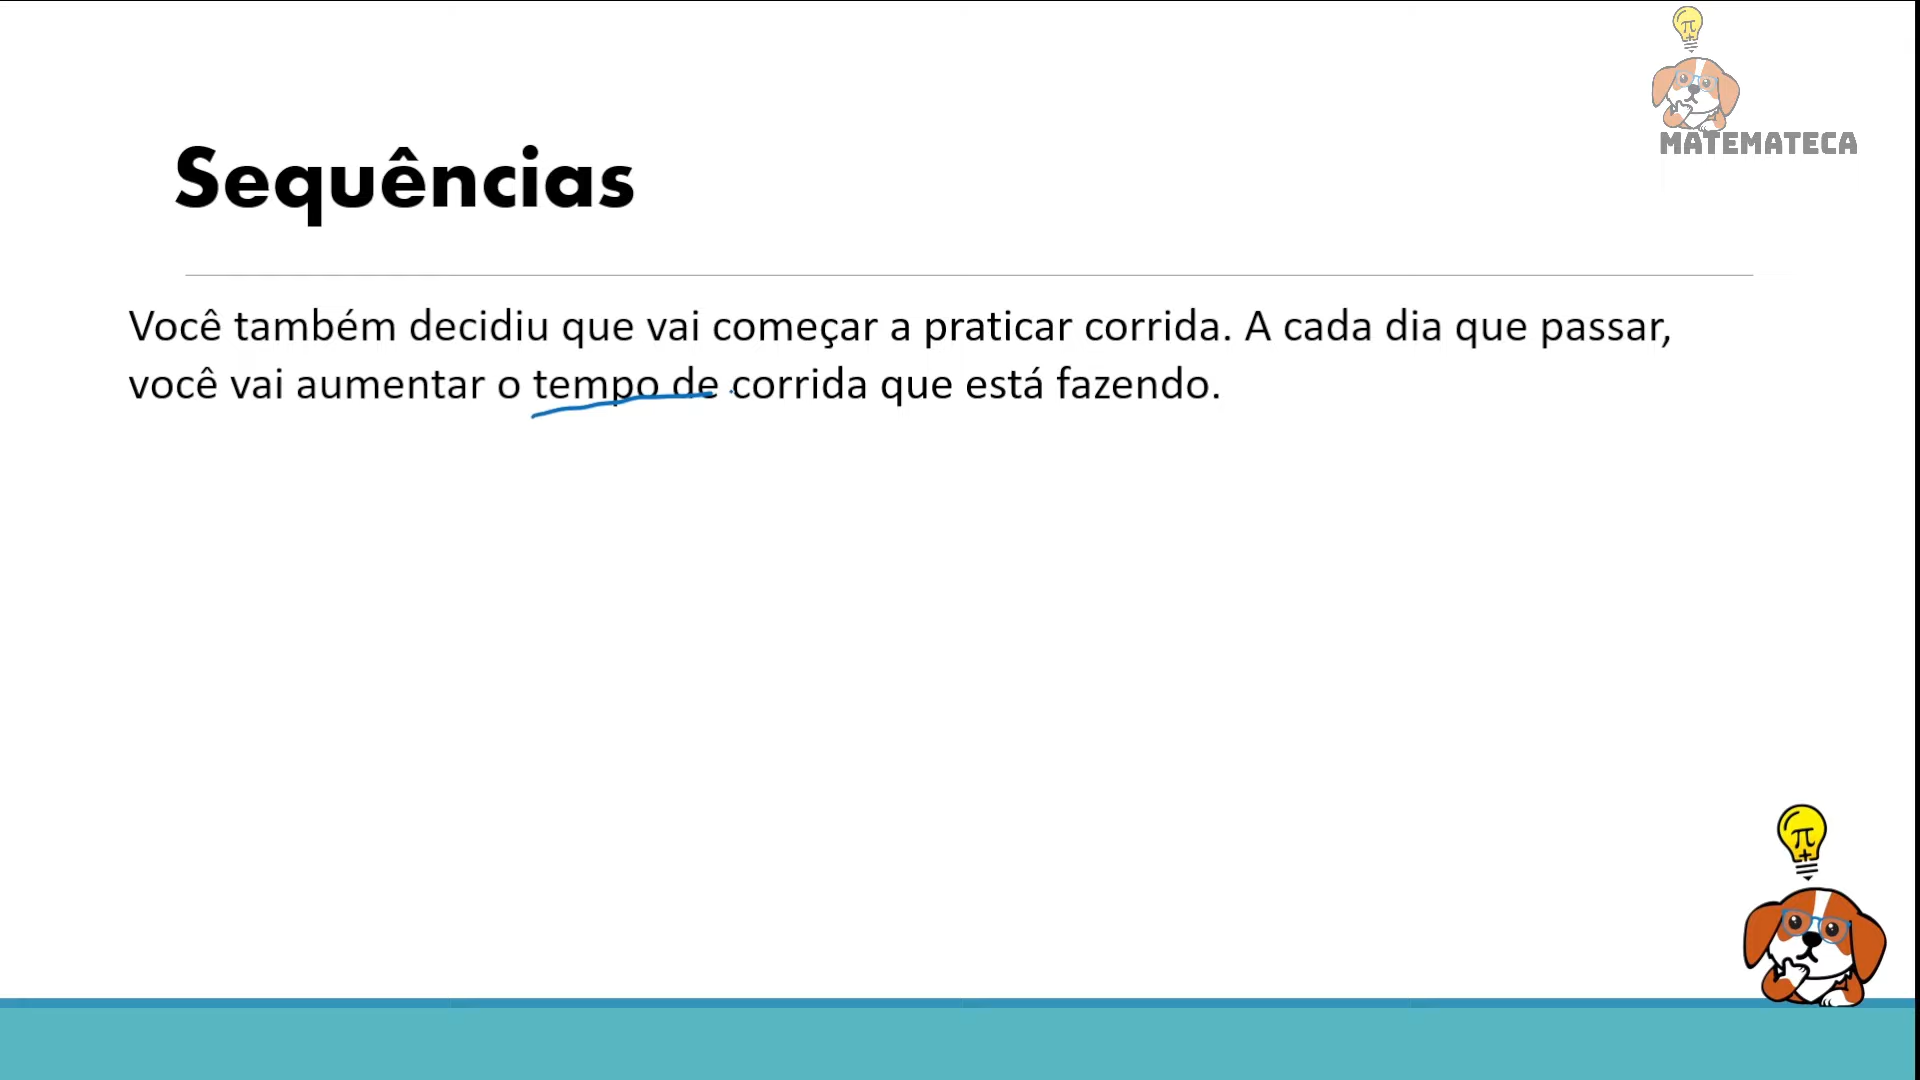 MATEMATECA
Sequências
Você também decidiu que vai começar a praticar corrida. A cada dia que passar,
você vai aumentar o tempo de corrida que está fazendo.
π
π